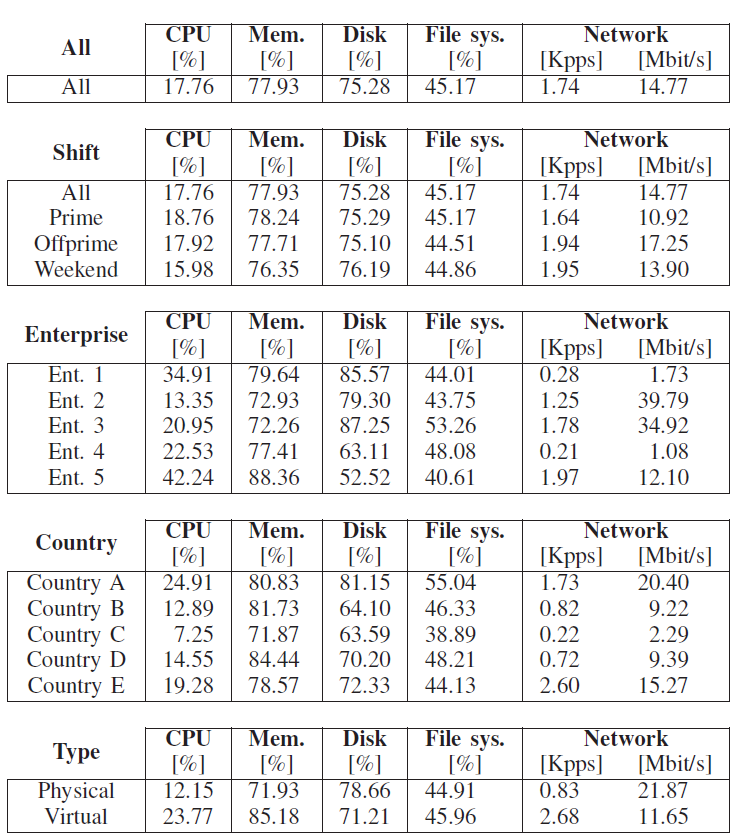 All CPU Mem. Disk File sys. Network
[%] [%] [%] [%] [Kpps] [Mbit/s]
All 17.76 77.93 75.28 45.17 1.74 14.77
Shift CPU Mem. Disk File sys. Network
[%] [%] [%] [%] [Kpps] [Mbit/s]
All 17.76 77.93 75.28 45.17 1.74 14.77
Prime 18.76 78.24 75.29 45.17 1.64 10.92
Offprime 17.92 77.71 75.10 44.51 1.94 17.25
Weekend 15.98 76.35 76.19 44.86 1.95 13.90
Enterprise CPU Mem. Disk File sys. Network
[%] [%] [%] [%] [Kpps] [Mbit/s]
Ent. 1 34.91 79.64 85.57 44.01 0.28 1.73
Ent. 2 13.35 72.93 79.30 43.75 1.25 39.79
Ent. 3 20.95 72.26 87.25 53.26 1.78 34.92
Ent. 4 22.53 77.41 63.11 48.08 0.21 1.08
Ent. 5 42.24 88.36 52.52 40.61 1.97 12.10
Country CPU Mem. Disk File sys. Network
[%] [%] [%] [%] [Kpps] [Mbit/s]
Country A 24.91 80.83 81.15 55.04 1.73 20.40
Country B 12.89 81.73 64.10 46.33 0.82 9.22
Country C 7.25 71.87 63.59 38.89 0.22 2.29
Country D 14.55 84.44 70.20 48.21 0.72 9.39
Country E 19.28 78.57 72.33 44.13 2.60 15.27
Type CPU Mem. Disk File sys. Network
[%] [%] [%] [%] [Kpps] [Mbit/s]
Physical 12.15 71.93 78.66 44.91 0.83 21.87
Virtual 23.77 85.18 71.21 45.96 2.68 11.65